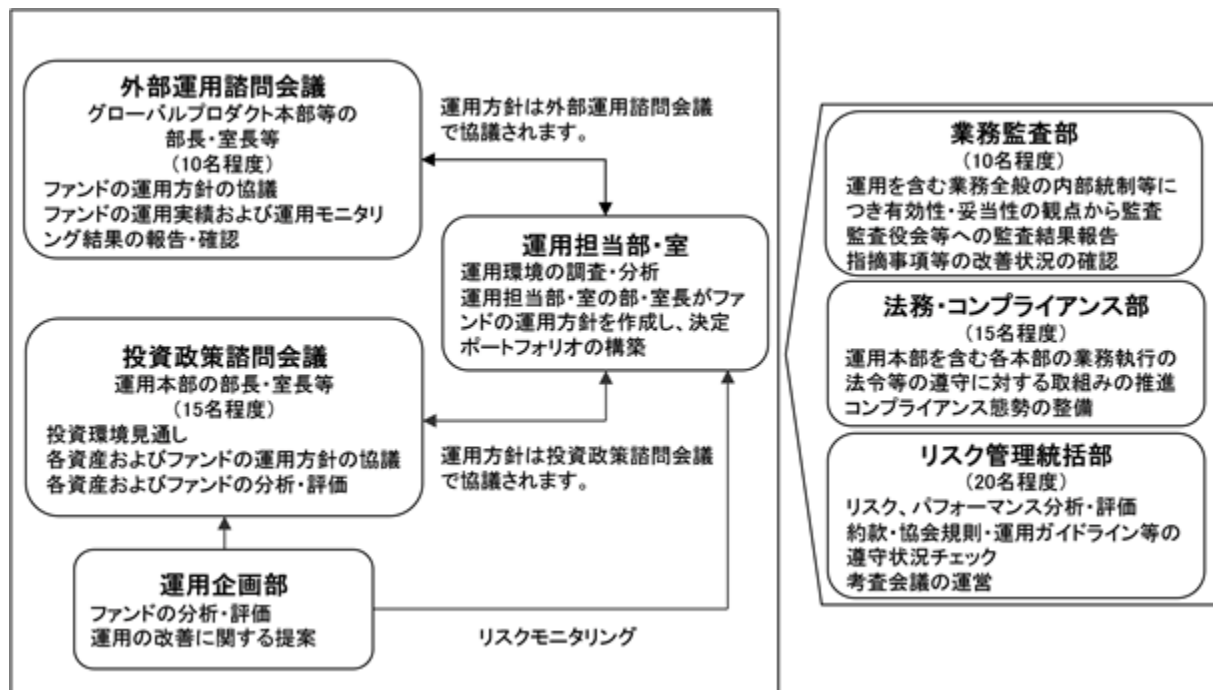 外部運用諮問会議
グローバルプロダクト本部等の
部長・室長等
(10名程度)
ファンドの運用方針の協議
ファンドの運用実績および運用モニタリ
ング結果の報告・確認
運用方針は外部運用諮問会議
で協議されます。
運用担当部・室
運用環境の調査・分析
運用担当部・室の部・室長がファ
ンドの運用方針を作成し、決定
ポートフォリオの構築
投資政策諮問会議
運用本部の部長・室長等
(15名程度)
投資環境見通し
各資産およびファンドの運用方針の協議
各資産およびファンドの分析・評価
運用方針は投資政策諮問会議
で協議されます。
運用企画部
ファンドの分析・評価
運用の改善に関する提案
リスクモニタリング
業務監査部
(10名程度)
運用を含む業務全般の内部統制等に
つき有効性・妥当性の観点から監査
監査役会等への監査結果報告
指摘事項等の改善状況の確認
法務・コンプライアンス部
(15名程度)
運用本部を含む各本部の業務執行の
法令等の遵守に対する取組みの推進
コンプライアンス態勢の整備
リスク管理統括部
(20名程度)
リスク、パフォーマンス分析・評価
約款・協会規則・運用ガイドライン等の
遵守状況チェック
考査会議の運営